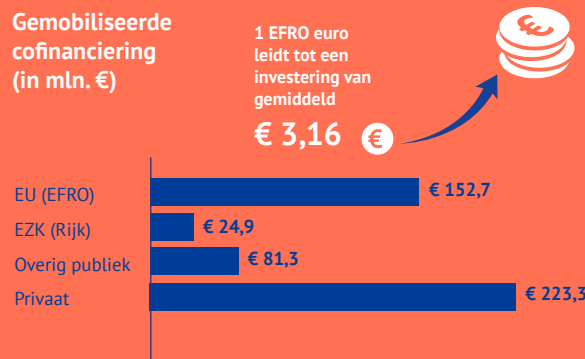 Gemobiliseerde
cofinanciering
(in mln. €)
1 EFRO euro
leidt tot een
investering van
gemiddeld
€ 3,16 €
€
EU (EFRO) € 152,7
EZK (Rijk) € 24,9
Overig publiek € 81,3
Privaat € 223,3